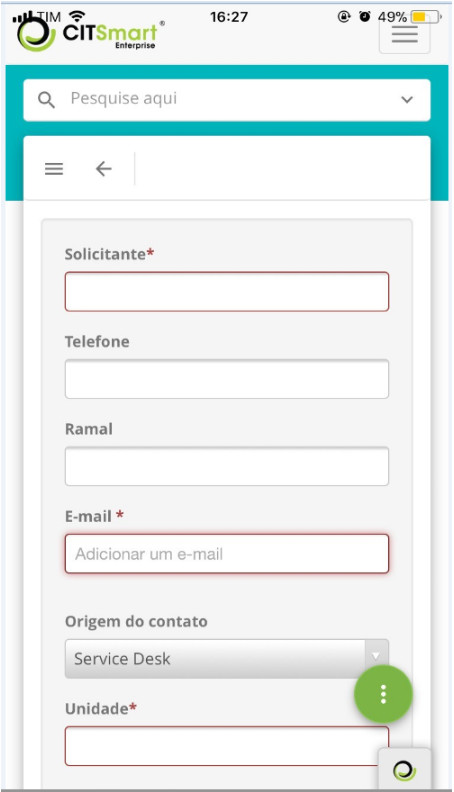 TIM 16:27 49%
CITSmart®
Enterprise
Pesquise aqui
Solicitante*
Telefone
Ramal
E-mail *
Adicionar um e-mail
Origem do contato
Service Desk
Unidade*